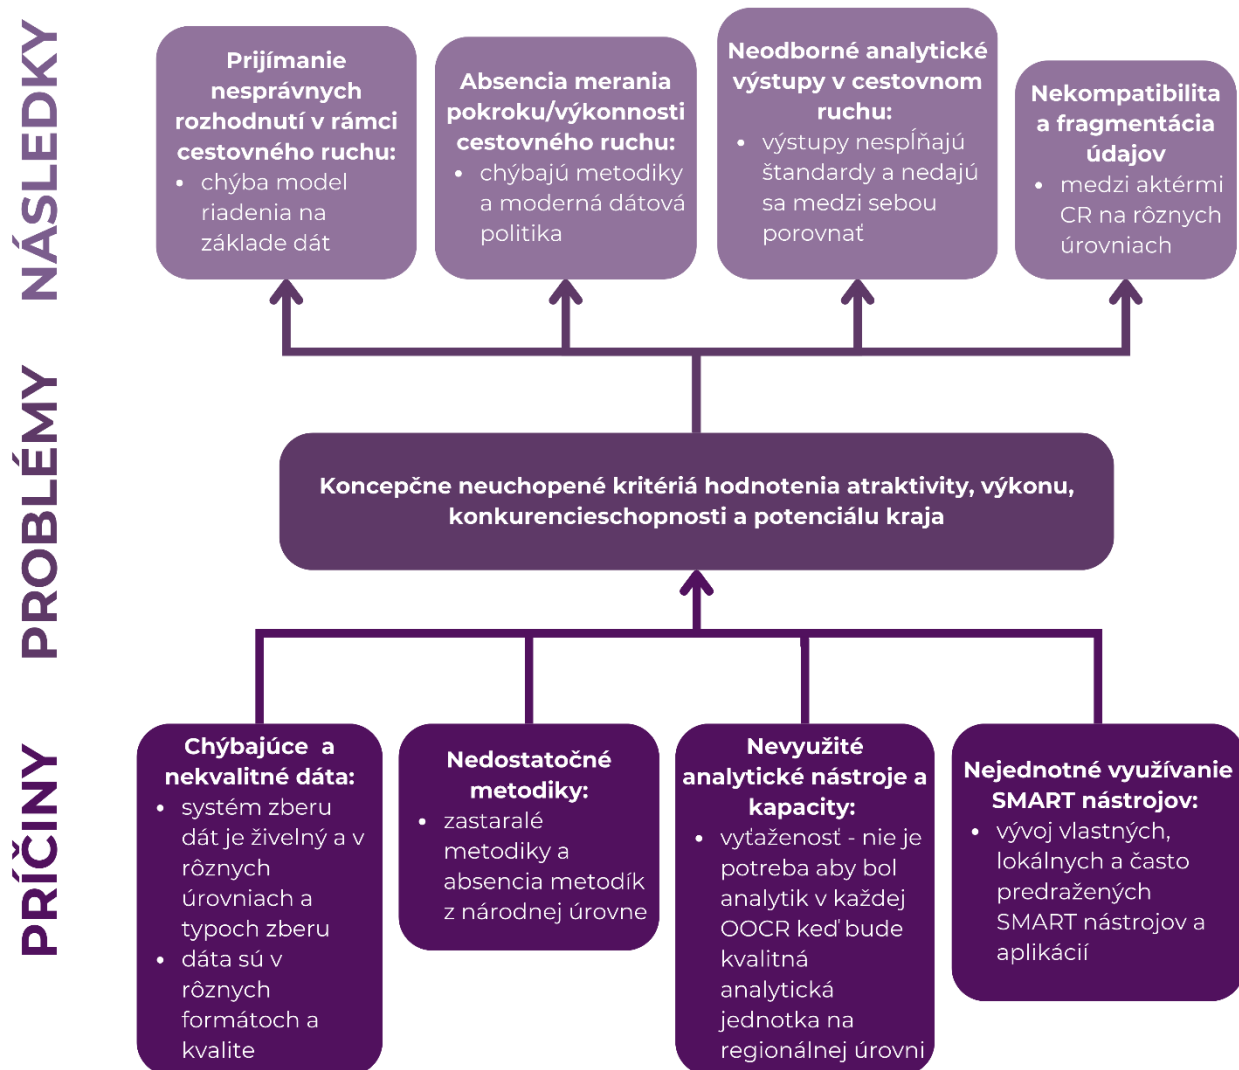 NÁSLEDKY
Prijímanie
nesprávnych
rozhodnutí v rámci
cestovného ruchu:
• chýba model
riadenia na
základe dát
Absencia merania
pokroku/výkonnosti
cestovného ruchu:
• chýbajú metodiky
a moderná dátová
politika
Neodborné analytické
výstupy v cestovnom
ruchu:
• výstupy nespĺňajú
štandardy a nedajú
sa medzi sebou
porovnať
Nekompatibilita
a fragmentácia
údajov
• medzi aktérmi
CR na rôznych
úrovniach
PROBLÉMY
Koncepčne neuchopené kritériá hodnotenia atraktivity, výkonu,
konkurencieschopnosti a potenciálu kraja
PRÍČINY
Chýbajúce a
nekvalitné dáta:
• systém zberu
dát je živelný a v
rôznych
úrovniach a
typoch zberu
• dáta sú v
rôznych
formátoch a
kvalite
Nedostatočné
metodiky:
• zastaralé
metodiky a
absencia metodík
z národnej úrovne
Nevyužité
analytické nástroje a
kapacity:
• vyťaženosť - nie je
potreba aby bol
analytik v každej
OOCR keď bude
kvalitná
analytická
jednotka na
regionálnej úrovni
Nejednotné využívanie
SMART nástrojov:
• vývoj vlastných,
lokálnych a často
predražených
SMART nástrojov a
aplikácií